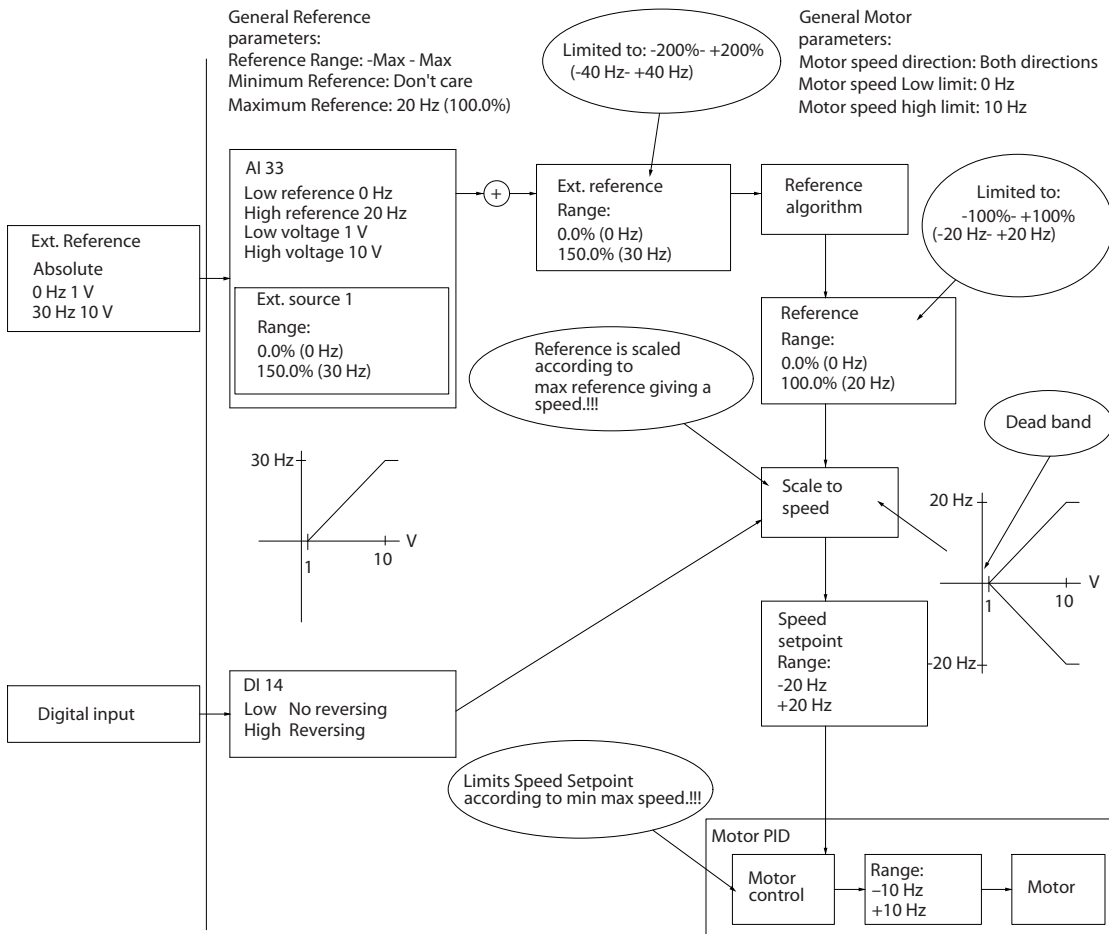 General Reference
parameters:
Reference Range: -Max - Max
Minimum Reference: Don't care
Maximum Reference: 20 Hz (100.0%)
Limited to: -200%- +200%
(-40 Hz- +40 Hz)
General Motor
parameters:
Motor speed direction: Both directions
Motor speed Low limit: 0 Hz
Motor speed high limit: 10 Hz
Ext. Reference
Absolute
0 Hz 1 V
30 Hz 10 V
AI 33
Low reference 0 Hz
High reference 20 Hz
Low voltage 1 V
High voltage 10 V
Ext. source 1
Range:
0.0% (0 Hz)
150.0% (30 Hz)
+
Ext. reference
Range:
0.0% (0 Hz)
150.0% (30 Hz)
Reference
algorithm
Limited to:
-100%- +100%
(-20 Hz- +20 Hz)
Reference
Range:
0.0% (0 Hz)
100.0% (20 Hz)
Reference is scaled
according to
max reference giving a
speed.!!!
Dead band
30 Hz
V
1
10
Scale to
speed
20 Hz
V
1
10
-20 Hz
Speed
setpoint
Range:
-20 Hz
+20 Hz
Digital input
DI 14
Low No reversing
High Reversing
Limits Speed Setpoint
according to min max speed.!!!
Motor PID
Motor
control
Range:
–10 Hz
+10 Hz
Motor